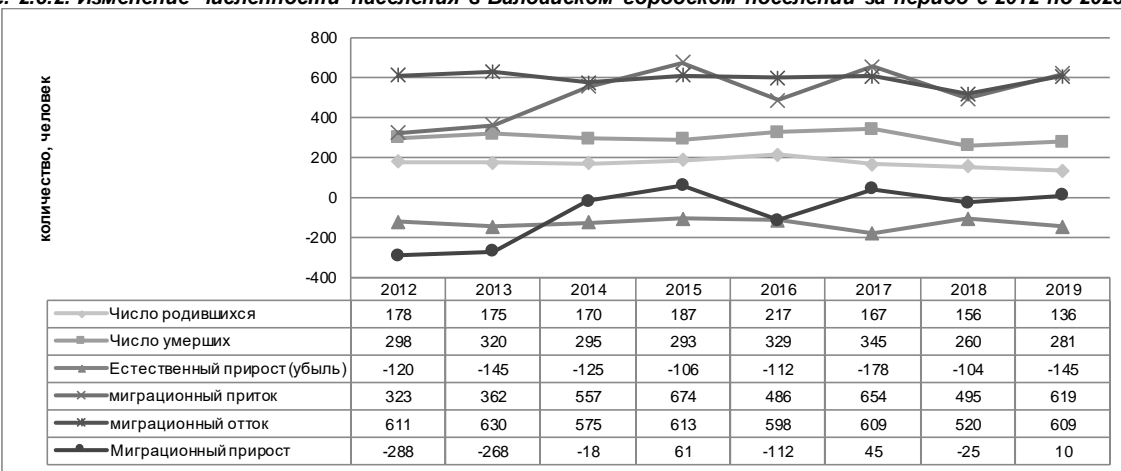 2.6.2. Изменение численности населения в Валдайском городском поселении за период с 2012 по
количество, человек
800
600
400
200
0
-200
-400
2012 2013 2014 2015 2016 2017 2018 2019
Число родившихся 178 175 170 187 217 167 156 136
Число умерших 298 320 295 293 329 345 260 281
Естественный прирост (убыль) -120 -145 -125 -106 -112 -178 -104 -145
миграционный приток 323 362 557 674 486 654 495 619
миграционный отток 611 630 575 613 598 609 520 609
Миграционный прирост -288 -268 -18 61 -112 45 -25 10